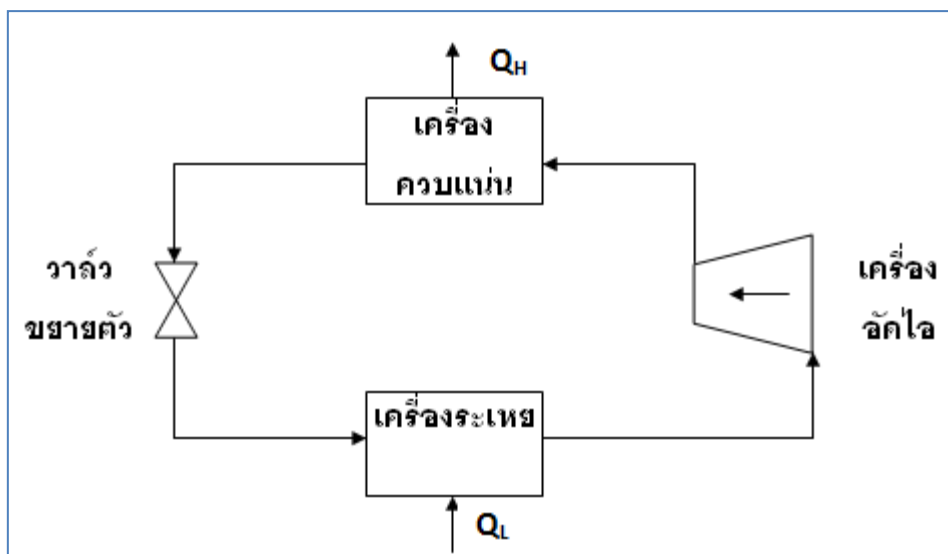 Q_H
เครื่อง
ควบแน่น
วาล์ว
ขยายตัว
เครื่อง
อัดไอ
เครื่องระเหย
Q_L